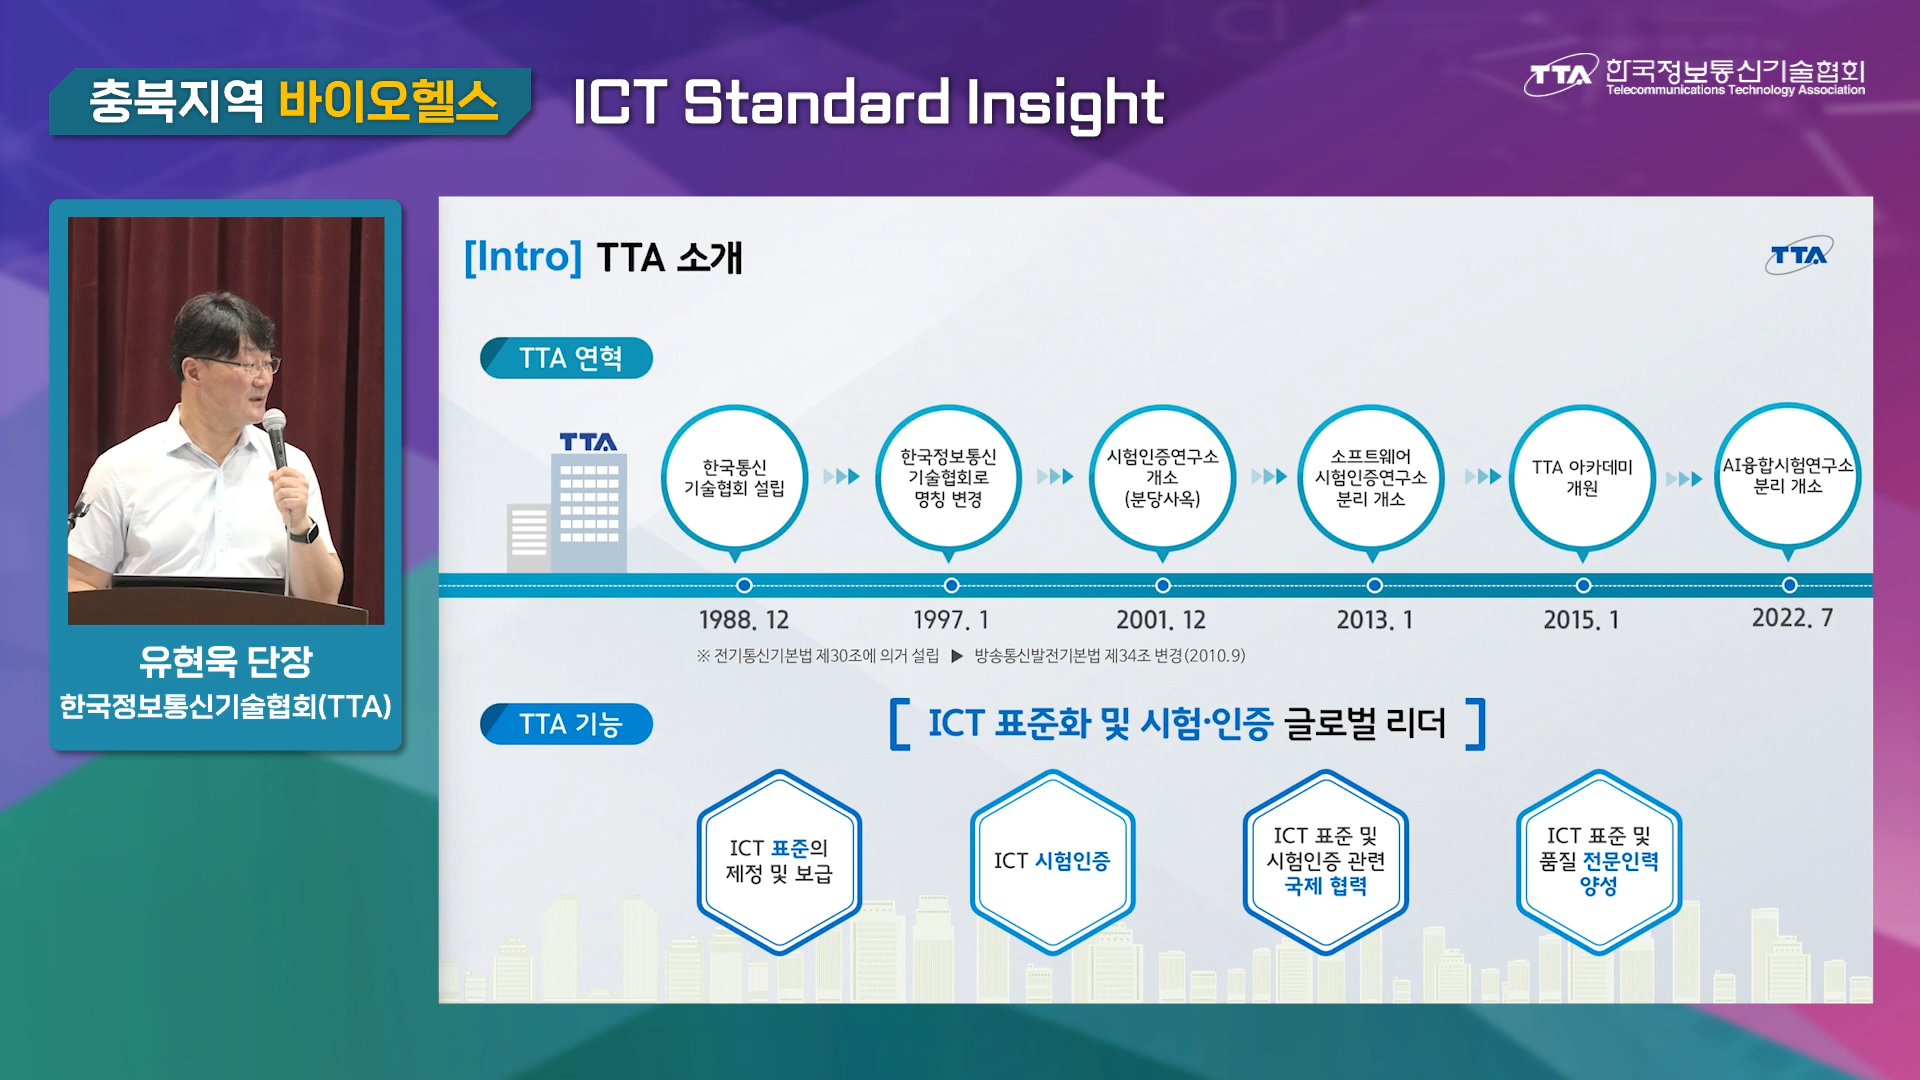 충북지역 바이오헬스 ICT Standard Insight
TTA 한국정보통신기술협회
Telecommunications Technology Association
유현욱 단장
한국정보통신기술협회(TTA)
[Intro] TTA 소개
TTA
TTA 연혁
TTA
한국통신
기술협회 설립
한국정보통신
기술협회로
명칭 변경
시험인증연구소
개소
(분당사옥)
소프트웨어
시험인증연구소
분리 개소
TTA 아카데미
개원
AI융합시험연구소
분리 개소
1988. 12
1997. 1
2001. 12
2013. 1
2015. 1
2022. 7
※ 전기통신기본법 제30조에 의거 설립 ▶ 방송통신발전기본법 제34조 변경(2010.9)
TTA 기능
[ ICT 표준화 및 시험·인증 글로벌 리더 ]
ICT 표준의
제정 및 보급
ICT 시험인증
ICT 표준 및
시험인증 관련
국제 협력
ICT 표준 및
품질 전문인력
양성